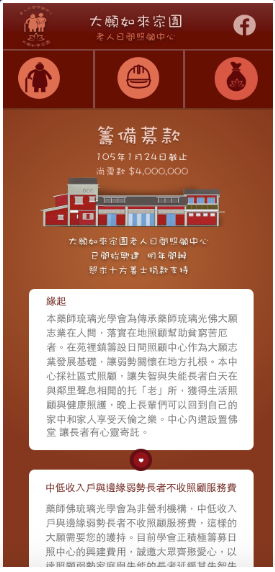 大願如來家園
老人日間照顧中心
籌備募款
105年1月24日截止
尚需款 $4,000,000
大願如來家園老人日間照顧中心
已開始興建 明年開辦
懇求十方善士捐款支持
緣起
本藥師琉璃光學會為傳承藥師琉璃光佛大願
志業在人間，落實在地照顧幫助貧窮苦厄
者。在苑裡鎮籌設日間照顧中心作為大願志
業發展基礎，讓弱勢關懷在地方扎根。本中
心採社區式照顧，讓失智與失能長者白天在
與鄰里聲息相聞的托「老」所，獲得生活照
顧與健康照護，晚上長輩們可以回到自己的
家中和家人享受天倫之樂。中心內還設置佛
堂 讓長者有心靈寄託。
中低收入戶與邊緣弱勢長者不收照顧服務費
藥師佛琉璃光學會為非營利機構，中低收入
戶與邊緣弱勢長者不收照顧服務費，這樣的
大願需要您的護持。目前學會正積極籌募日
照中心的興建費用，誠邀大眾齊發愛心，以